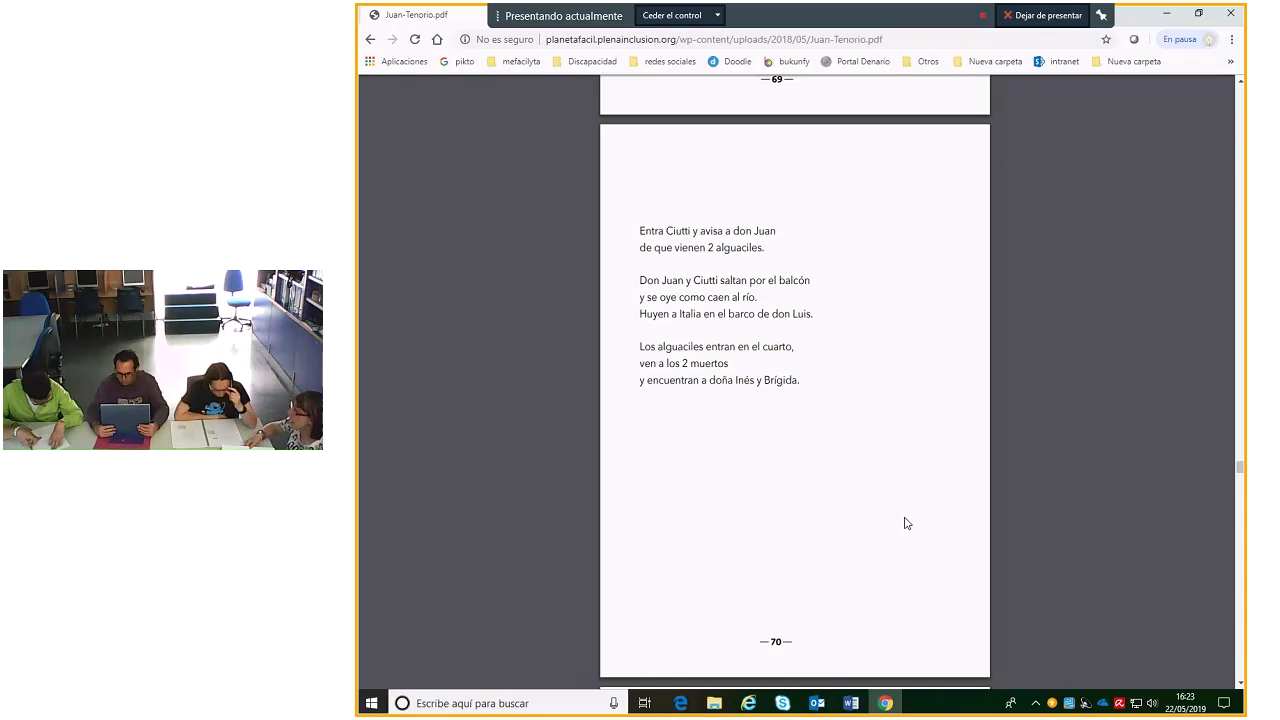 Juan-Tenorio.pdf
Presentando actualmente
Ceder el control
Dejar de presentar
No es seguro
planetafacil.plenainclusion.org/wp-content/uploads/2018/05/Juan-Tenorio.pdf
En pausa
Aplicaciones
pikto
mefacilyta
Discapacidad
redes sociales
Doodle
bukunfy
Portal Denario
Otros
Nueva carpeta
intranet
Nueva carpeta
»
— 69 —
Entra Ciutti y avisa a don Juan
de que vienen 2 alguaciles.
Don Juan y Ciutti saltan por el balcón
y se oye como caen al río.
Huyen a Italia en el barco de don Luis.
Los alguaciles entran en el cuarto,
ven a los 2 muertos
y encuentran a doña Inés y Brígida.
— 70 —
Escribe aquí para buscar
16:23
22/05/2019